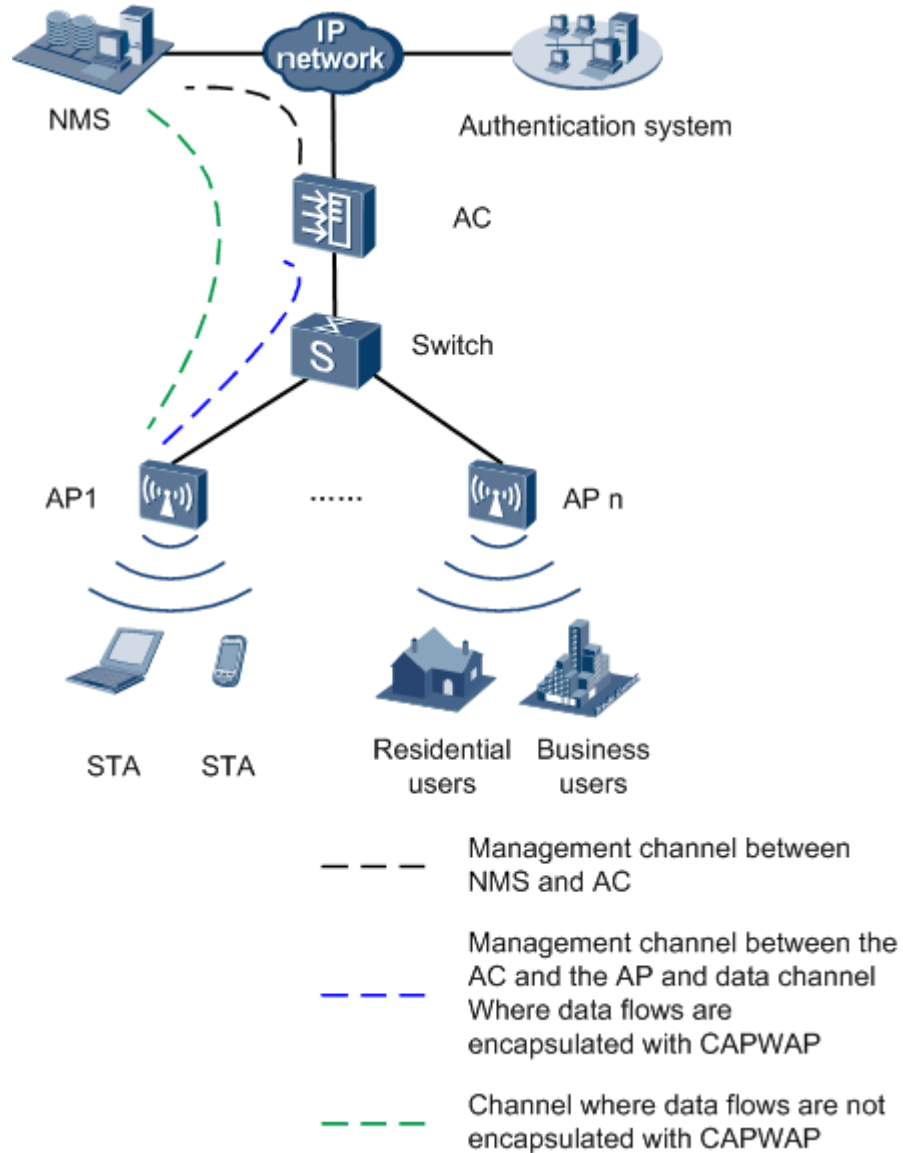 IP
network
NMS
Authentication system
AC
Switch
S
AP1
......
AP n
STA
STA
Residential
users
Business
users
Management channel between
NMS and AC
Management channel between the
AC and the AP and data channel
Where data flows are
encapsulated with CAPWAP
Channel where data flows are not
encapsulated with CAPWAP